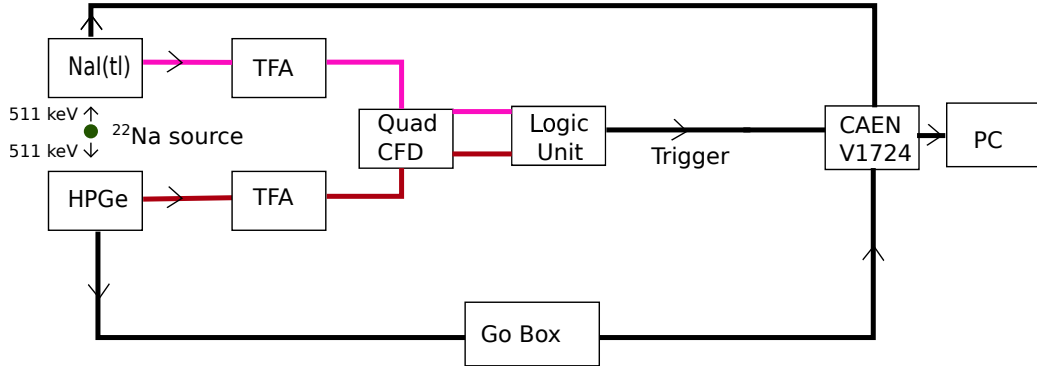 NaI(tl)
TFA
511 keV
²²Na source
511 keV
Quad
CFD
Logic
Unit
Trigger
CAEN
V1724
PC
HPGe
TFA
Go Box